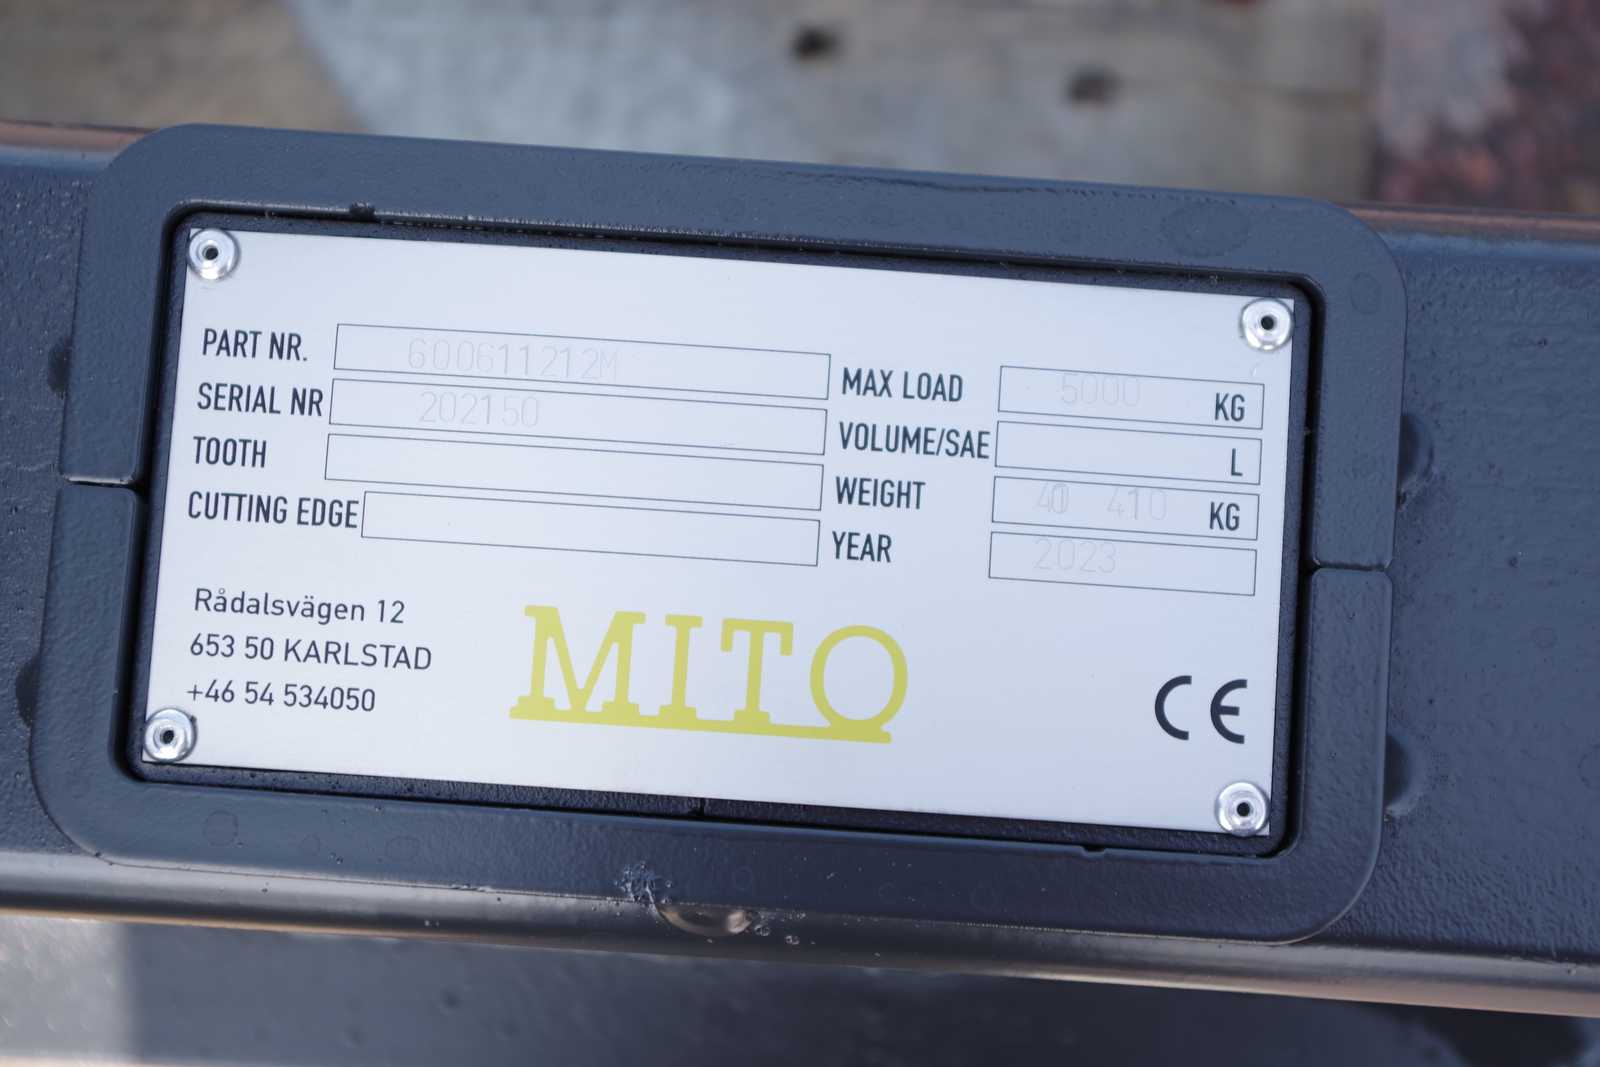 PART NR. 600611212M
SERIAL NR 202150
TOOTH
CUTTING EDGE
MAX LOAD 5000 KG
VOLUME/SAE L
WEIGHT 40 410 KG
YEAR 2023
Rådalsvägen 12
653 50 KARLSTAD
+46 54 534050
MITO
CE